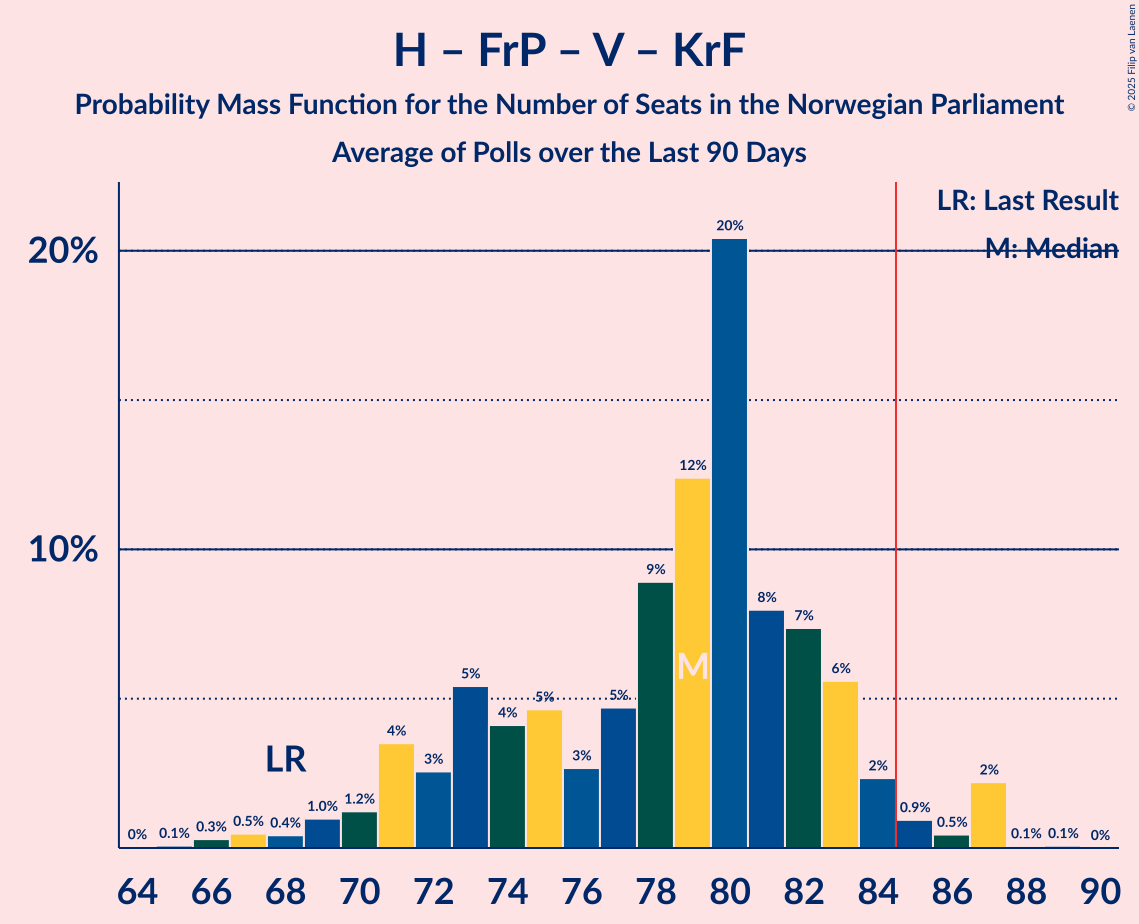 H – FrP – V – KrF
Probability Mass Function for the Number of Seats in the Norwegian Parliament
Average of Polls over the Last 90 Days
© 2025 Filip van Laenen
LR: Last Result
M: Median
20%
10%
0% 0.1% 0.3% 0.5% 0.4% 1.0% 1.2% 4% 3% 5% 4% 5% 3% 5% 9% 12% 20% 8% 7% 6% 2% 0.9% 0.5% 2% 0.1% 0.1% 0%
LR
M
64 66 68 70 72 74 76 78 80 82 84 86 88 90